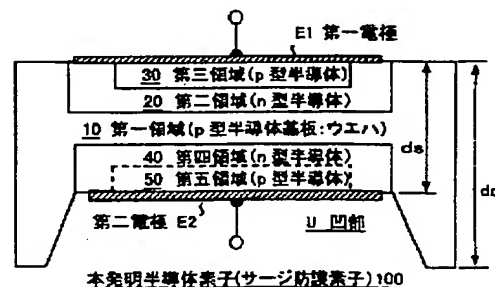 E1 第一電極
30 第三領域(p 型半導体)
20 第二領域(n 型半導体)
10 第一領域(p 型半導体基板:ウエハ)
ds
40 第四領域(n 型半導体)
50 第五領域(p 型半導体)
dp
第二電極 E2
U 凹部
本発明半導体素子(サージ防護素子)100